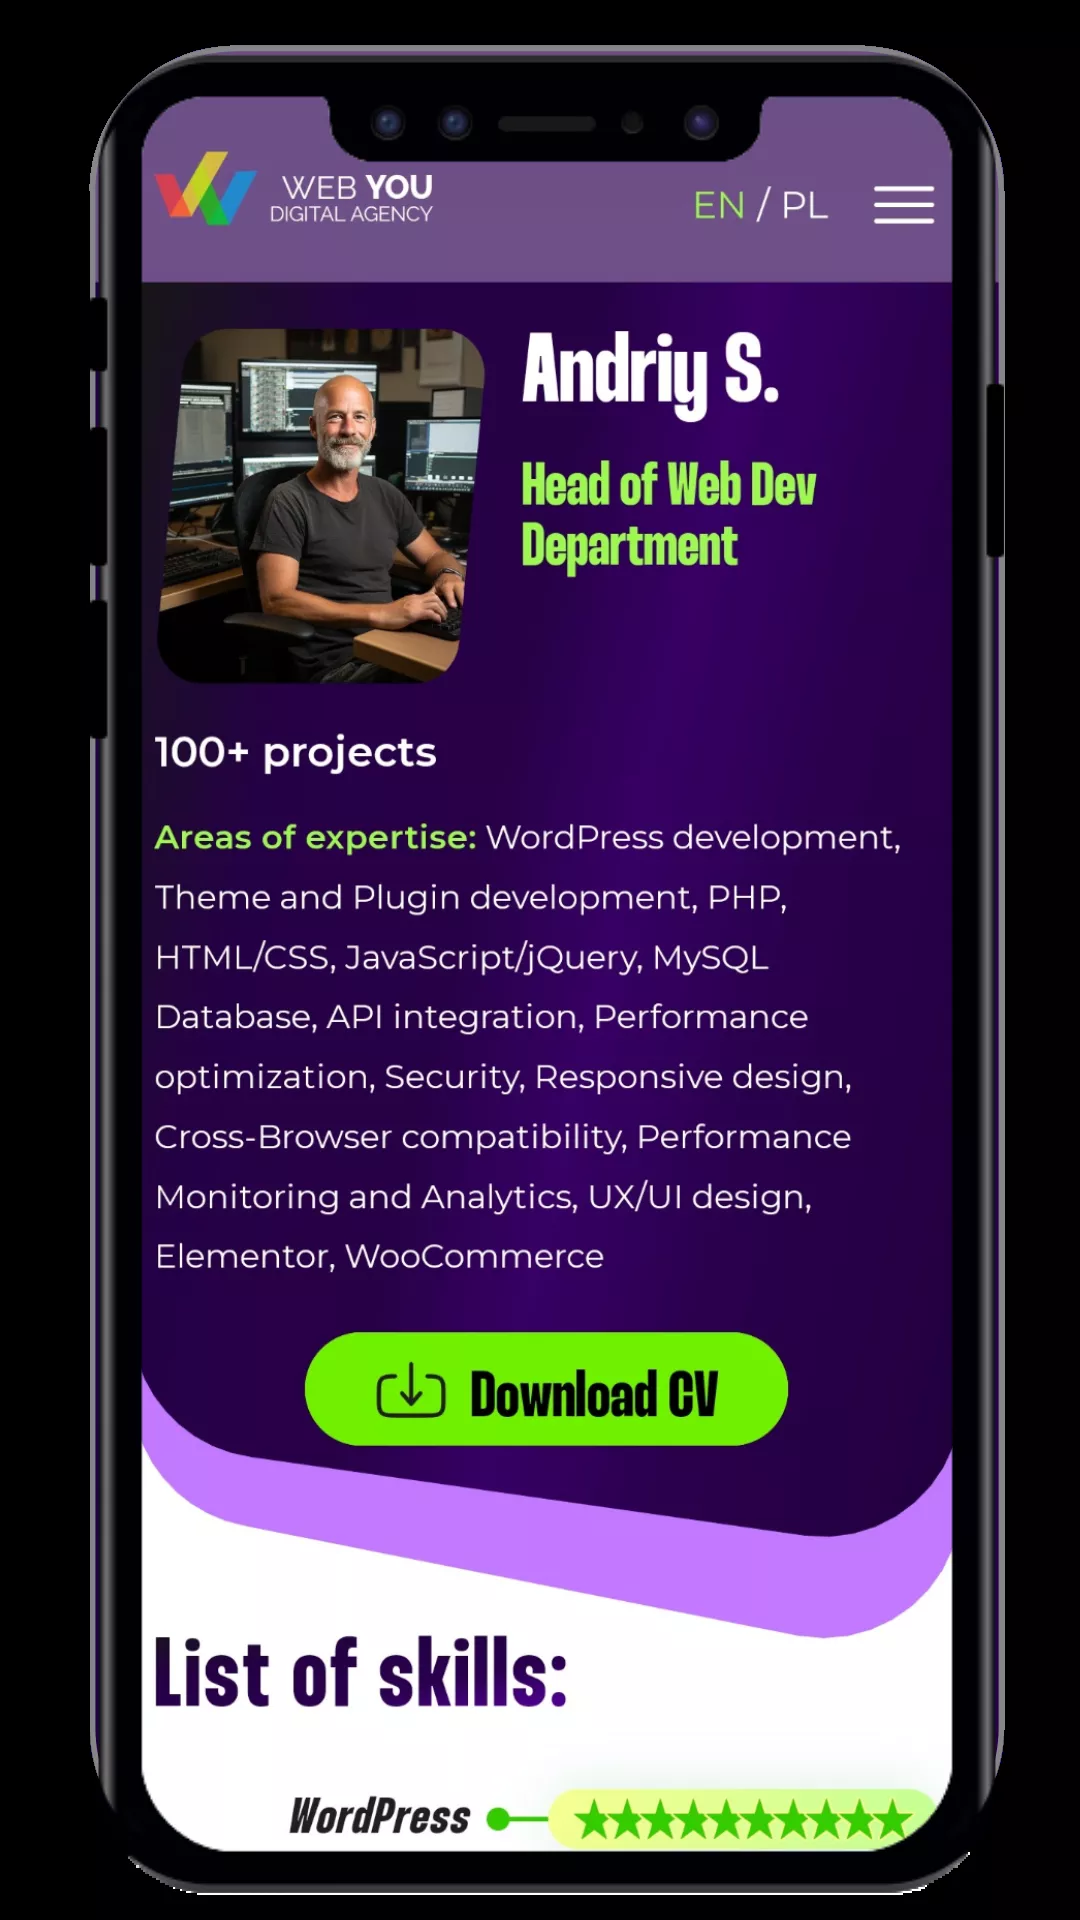 WEB YOU
DIGITAL AGENCY
EN / PL
Andriy S.
Head of Web Dev
Department
100+ projects
Areas of expertise: WordPress development,
Theme and Plugin development, PHP,
HTML/CSS, JavaScript/jQuery, MySQL
Database, API integration, Performance
optimization, Security, Responsive design,
Cross-Browser compatibility, Performance
Monitoring and Analytics, UX/UI design,
Elementor, WooCommerce
Download CV
List of skills:
WordPress